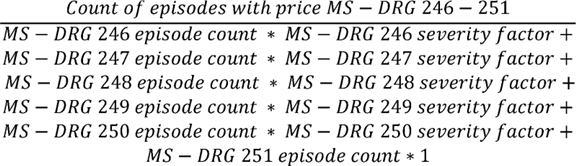 Count of episodes with price MS − DRG 246 − 251
MS − DRG 246 episode count * MS − DRG 246 severity factor +
MS − DRG 247 episode count * MS − DRG 247 severity factor +
MS − DRG 248 episode count * MS − DRG 248 severity factor +
MS − DRG 249 episode count * MS − DRG 249 severity factor +
MS − DRG 250 episode count * MS − DRG 250 severity factor +
MS − DRG 251 episode count * 1